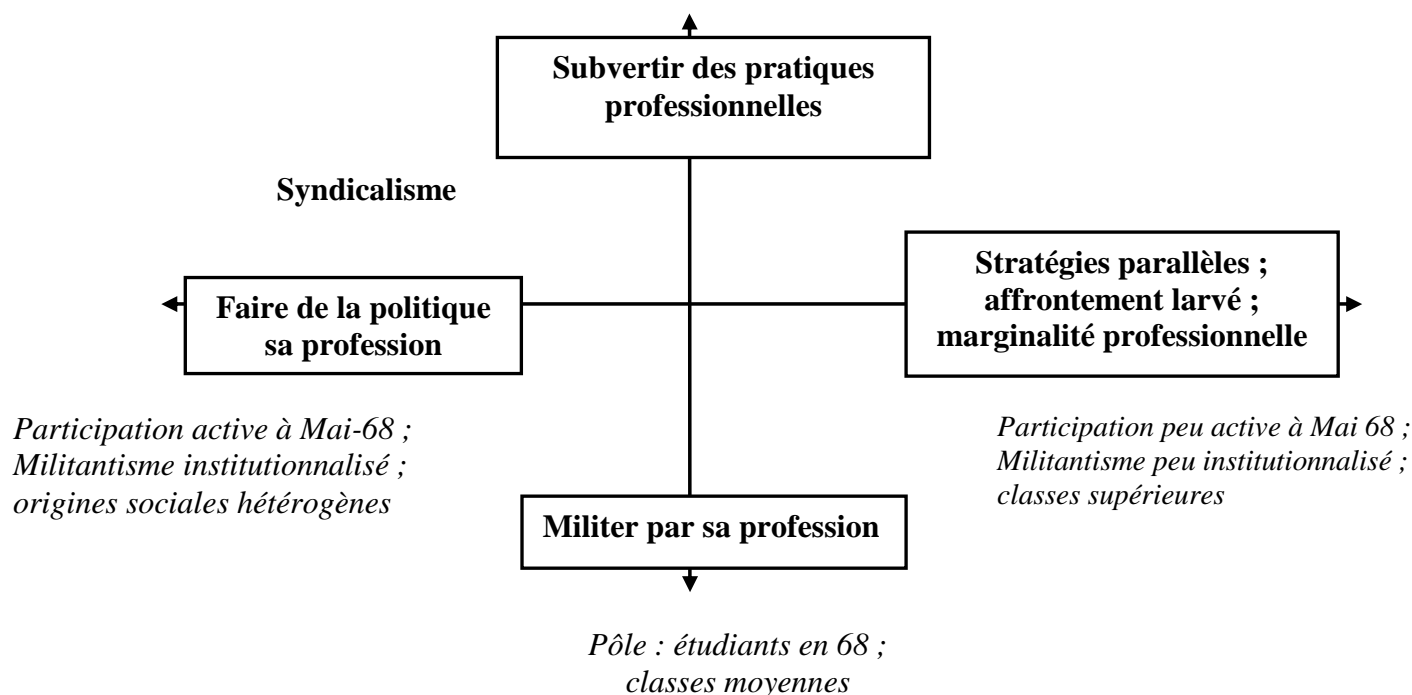 Subvertir des pratiques
professionnelles
Syndicalisme
Stratégies parallèles ;
affrontement larvé ;
marginalité professionnelle
Faire de la politique
sa profession
Participation active à Mai-68 ;
Militantisme institutionnalisé ;
origines sociales hétérogènes
Participation peu active à Mai 68 ;
Militantisme peu institutionnalisé ;
classes supérieures
Militer par sa profession
Pôle : étudiants en 68 ;
classes moyennes